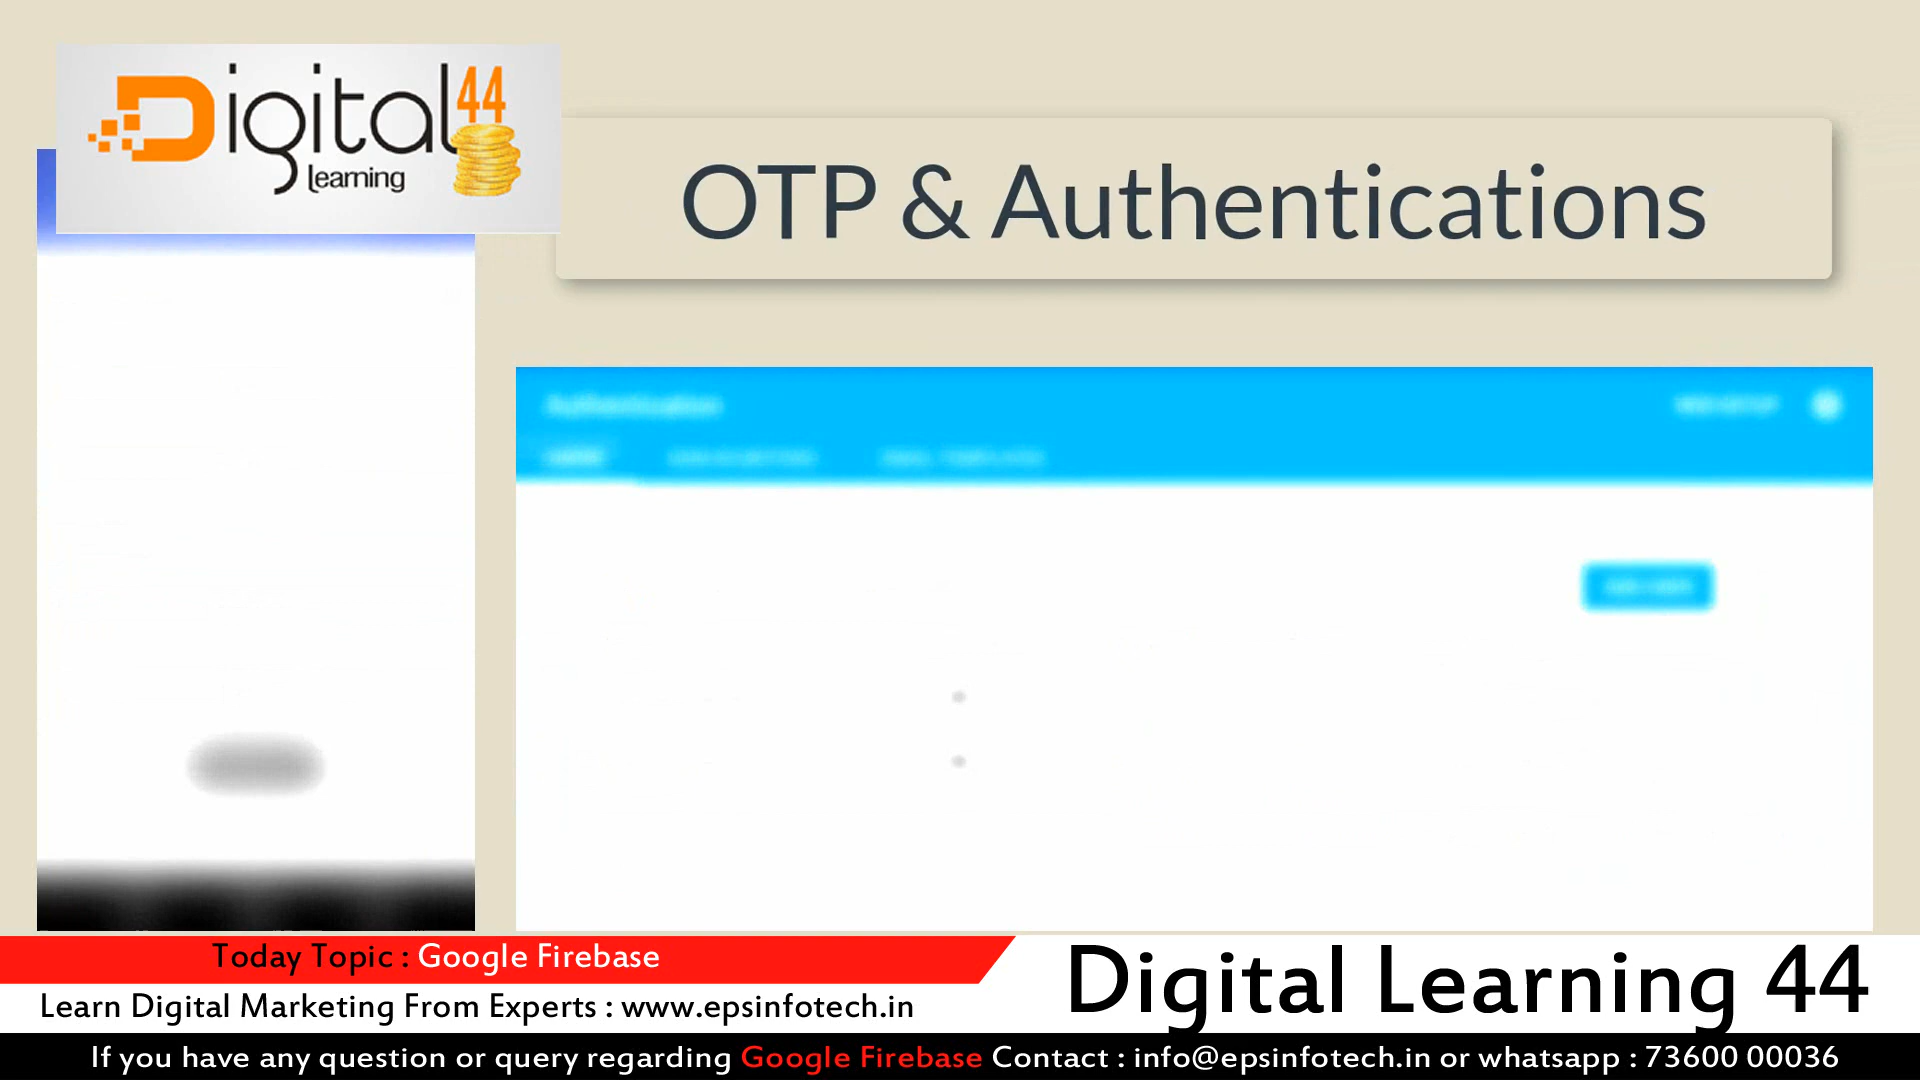 Digital 44
Learning
OTP & Authentications
Authentication
Today Topic : Google Firebase
Learn Digital Marketing From Experts : www.epsinfotech.in
Digital Learning 44
If you have any question or query regarding Google Firebase Contact : info@epsinfotech.in or whatsapp : 73600 00036